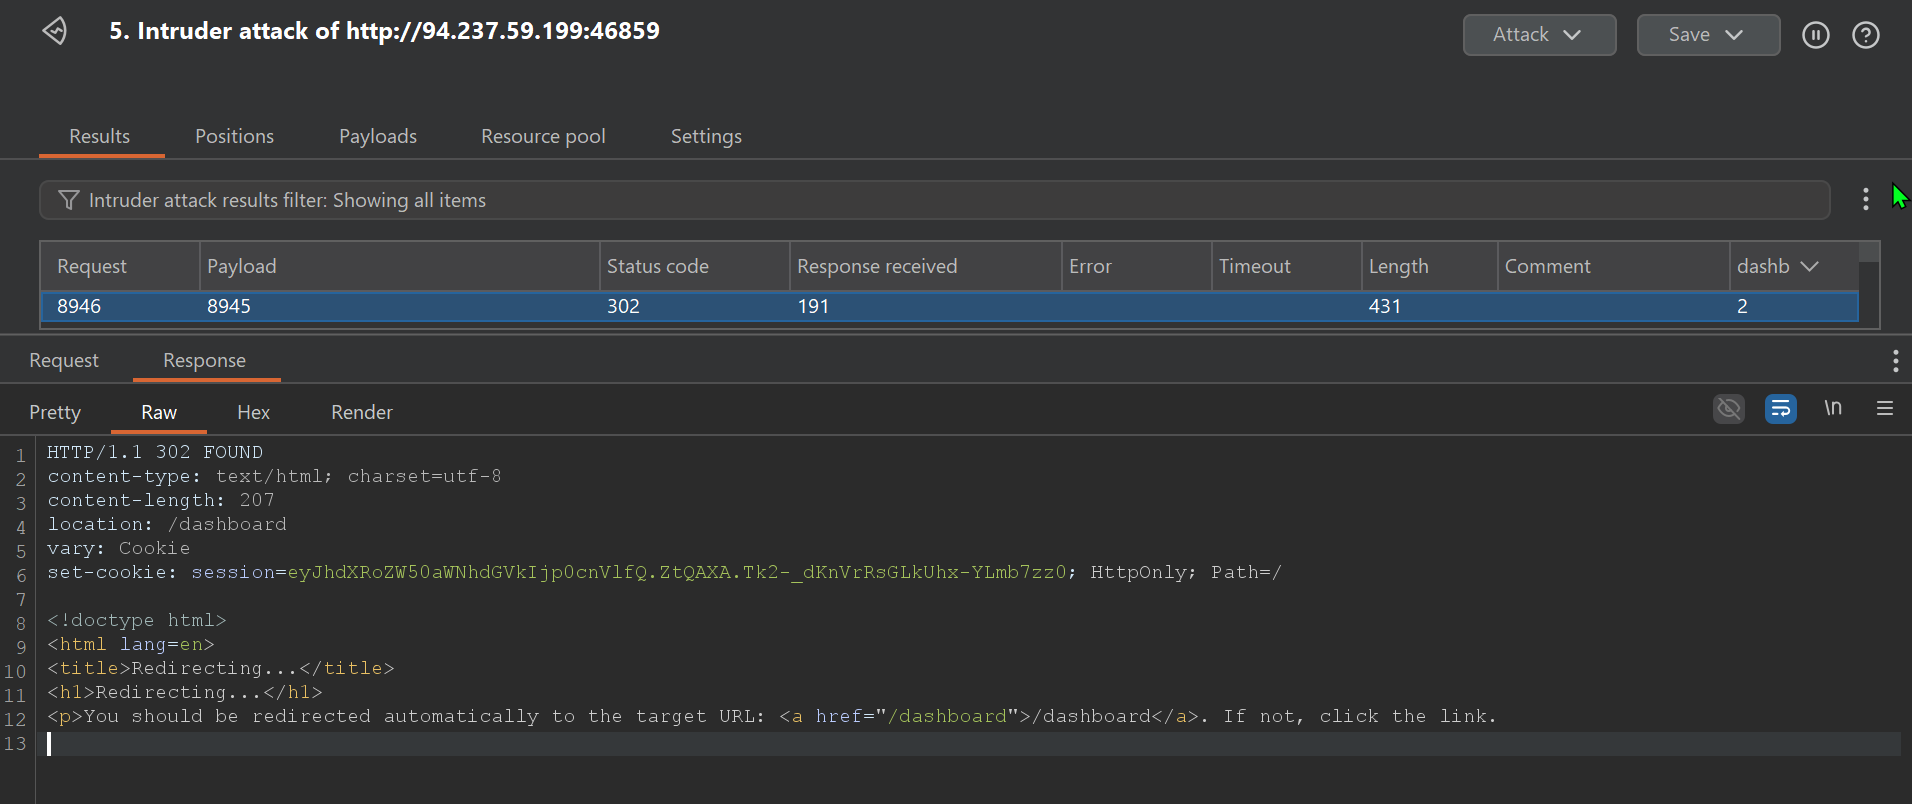 5. Intruder attack of http://94.237.59.199:46859
Attack Save
Results Positions Payloads Resource pool Settings
Intruder attack results filter: Showing all items
Request Payload Status code Response received Error Timeout Length Comment dashb
8946 8945 302 191 431 2
Request Response
Pretty Raw Hex Render \n
1 HTTP/1.1 302 FOUND
2 content-type: text/html; charset=utf-8
3 content-length: 207
4 location: /dashboard
5 vary: Cookie
6 set-cookie: session=eyJhdXRoZW50aWNhdGVkIjp0cnVlfQ.ZtQAXA.Tk2-_dKnVrRsGLkUhx-YLmb7zz0; HttpOnly; Path=/
7
8 <!doctype html>
9 <html lang=en>
10 <title>Redirecting...</title>
11 <h1>Redirecting...</h1>
12 <p>You should be redirected automatically to the target URL: <a href="/dashboard">/dashboard</a>. If not, click the link.
13